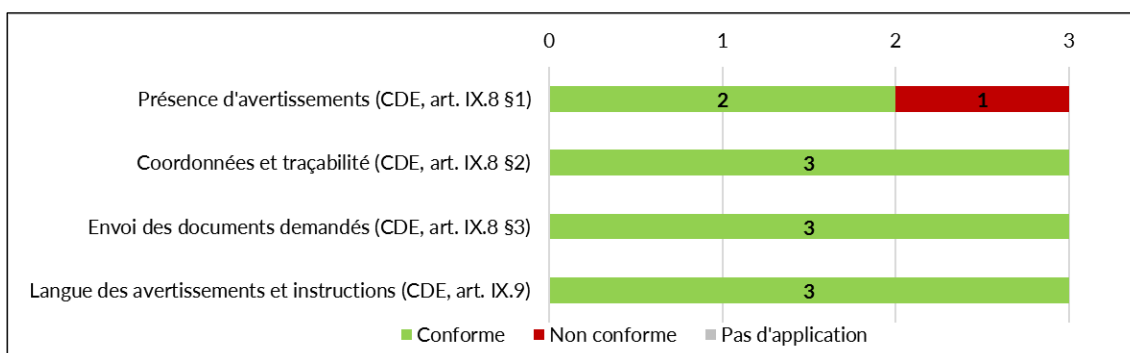 0 1 2 3
Présence d'avertissements (CDE, art. IX.8 §1) 2 1
Coordonnées et traçabilité (CDE, art. IX.8 §2) 3
Envoi des documents demandés (CDE, art. IX.8 §3) 3
Langue des avertissements et instructions (CDE, art. IX.9) 3
Conforme Non conforme Pas d'application